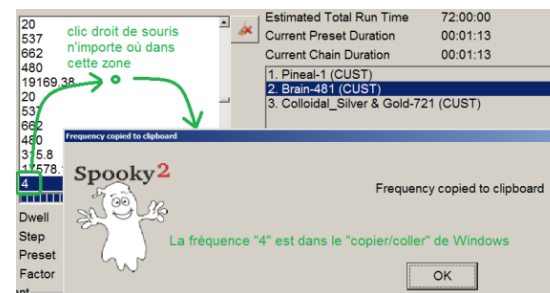 20
537
662
480
19169.38
20
537
662
480
315.8
17578.
4
clic droit de souris
n'importe où dans
cette zone
Estimated Total Run Time 72:00:00
Current Preset Duration 00:01:13
Current Chain Duration 00:01:13
1. Pineal-1 (CUST)
2. Brain-481 (CUST)
3. Colloidal_Silver & Gold-721 (CUST)
Frequency copied to clipboard
Spooky2
Frequency copied to clipboard
La fréquence "4" est dans le "copier/coller" de Windows
OK
Dwell
Step
Preset
Factor